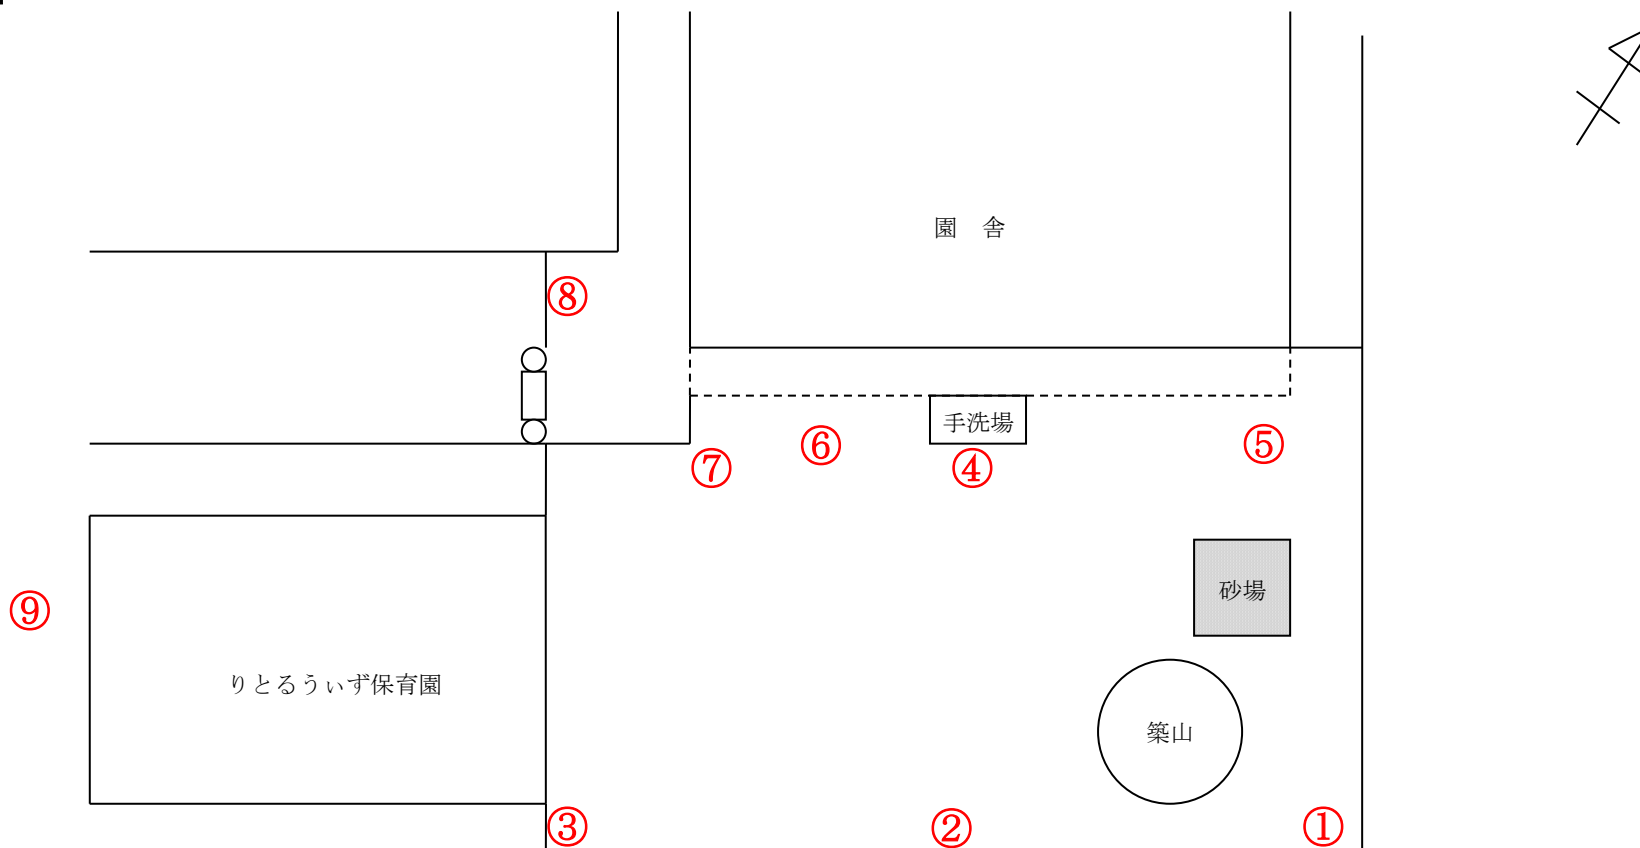 園　舎
⑧
手洗場
⑥
⑤
⑦
④
砂場
⑨
りとるうぃず保育園
築山
③
②
①